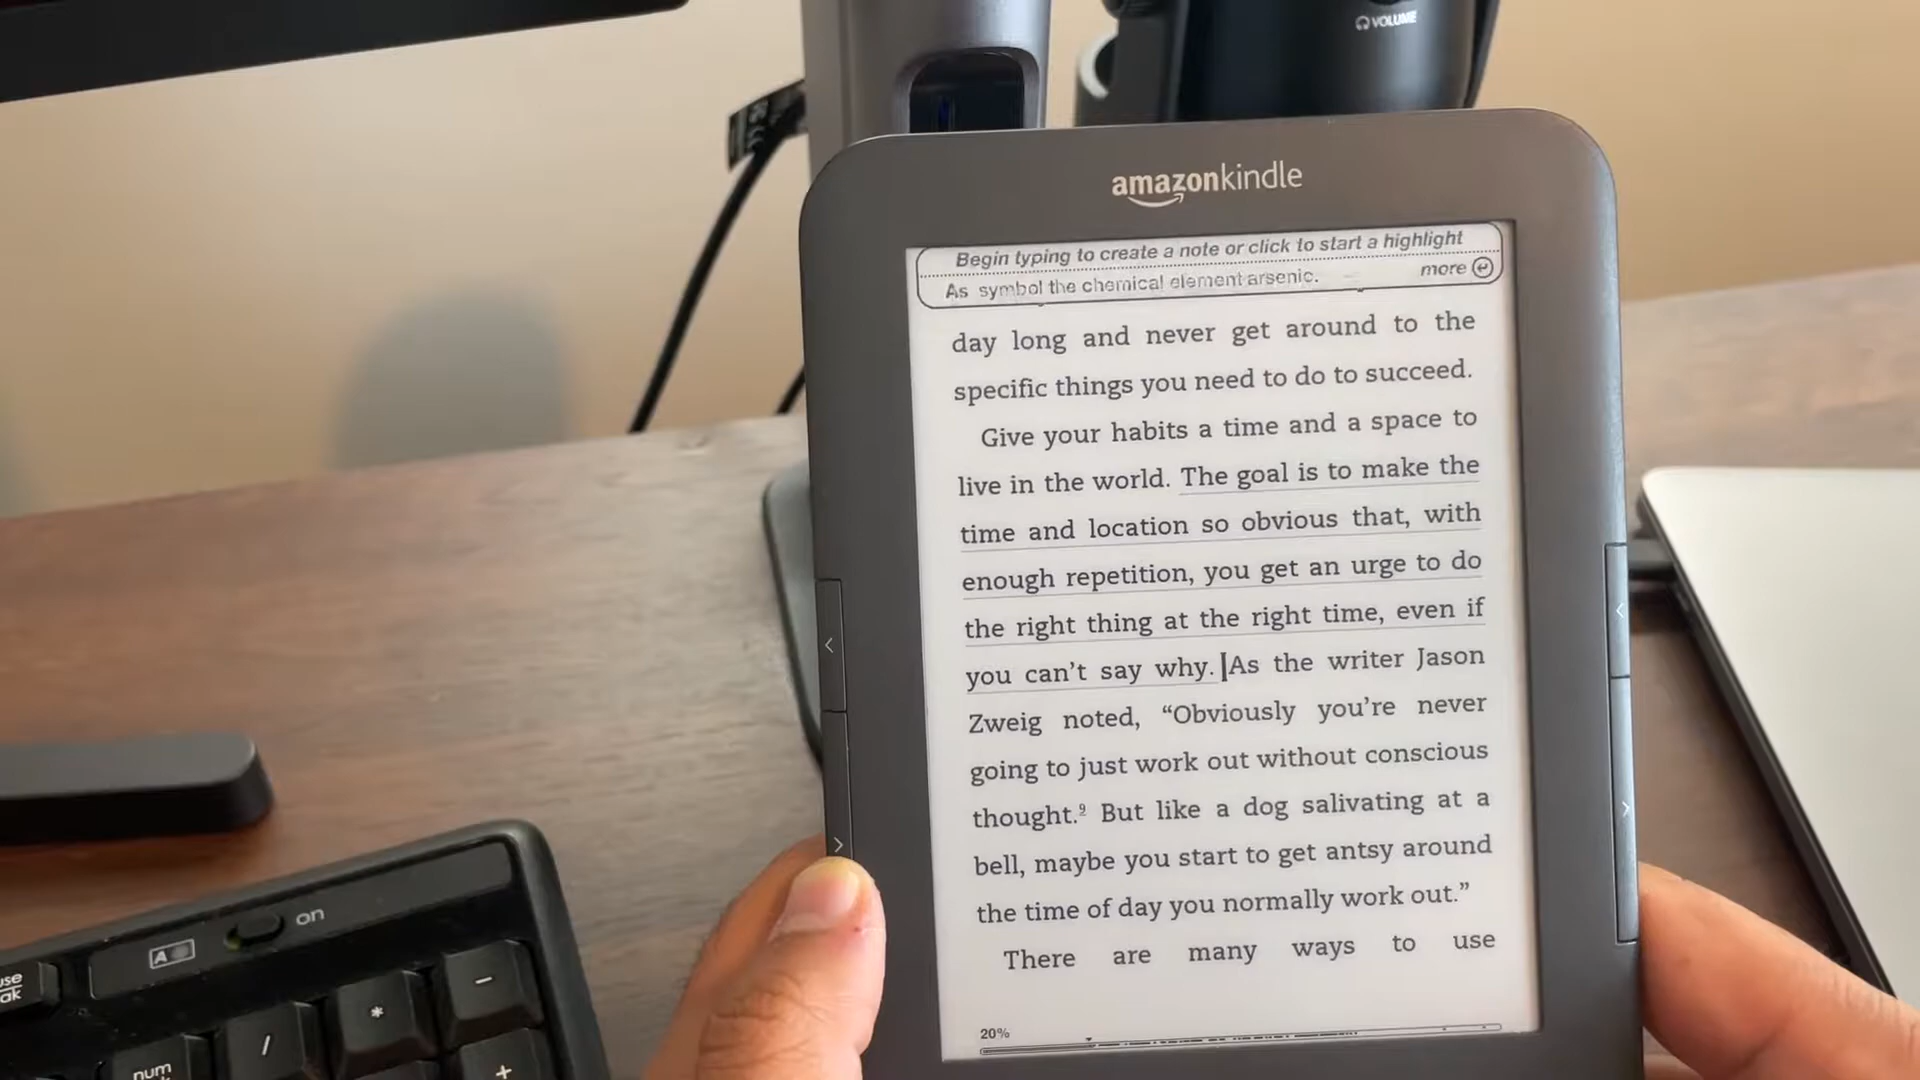 VOLUME
amazonkindle
Begin typing to create a note or click to start a highlight
As symbol the chemical element arsenic. more
day long and never get around to the
specific things you need to do to succeed.
Give your habits a time and a space to
live in the world. The goal is to make the
time and location so obvious that, with
enough repetition, you get an urge to do
the right thing at the right time, even if
you can't say why. As the writer Jason
Zweig noted, “Obviously you're never
going to just work out without conscious
thought.⁹ But like a dog salivating at a
bell, maybe you start to get antsy around
the time of day you normally work out.”
There are many ways to use
20%
A on
* -
num / +